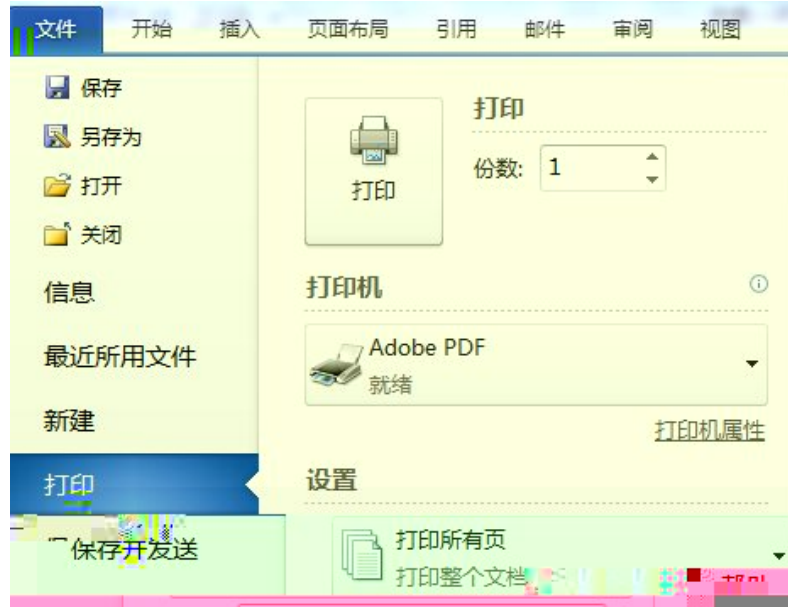 文件 开始 插入 页面布局 引用 邮件 审阅 视图
保存
另存为
打开
关闭
信息
最近所用文件
新建
打印
保存并发送
打印
打印
份数: 1
打印机
Adobe PDF
就绪
打印机属性
设置
打印所有页
打印整个文档